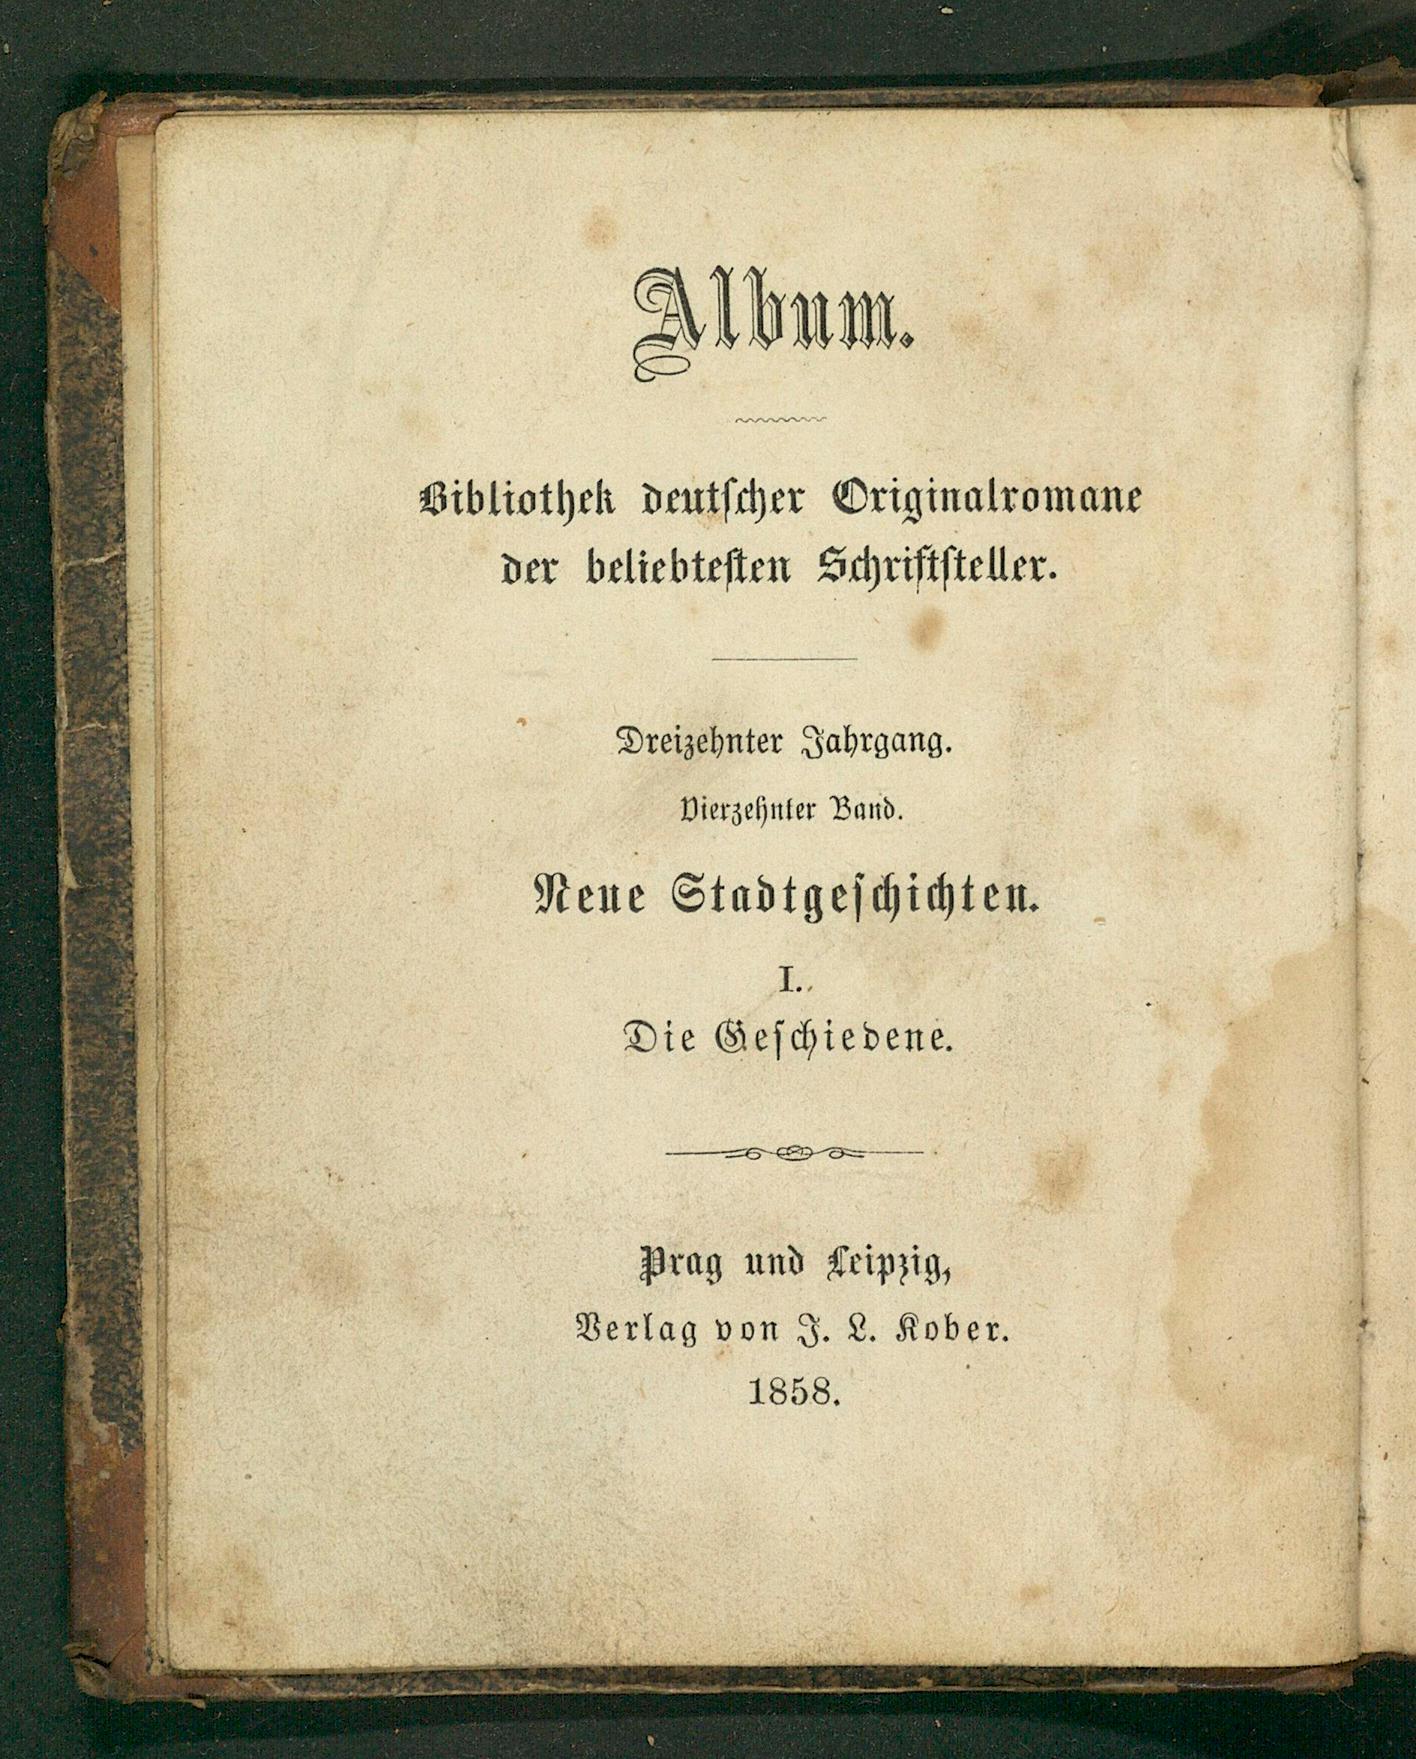 Album.
Bibliothek deutſcher Originalromane
der beliebteſten Schriftſteller.
Dreizehnter Jahrgang.
Vierzehnter Band.
Neue Stadtgeſchichten.
I.
Die Geſchiedene.
Prag und Leipzig,
Verlag von J. L. Kober.
1858.